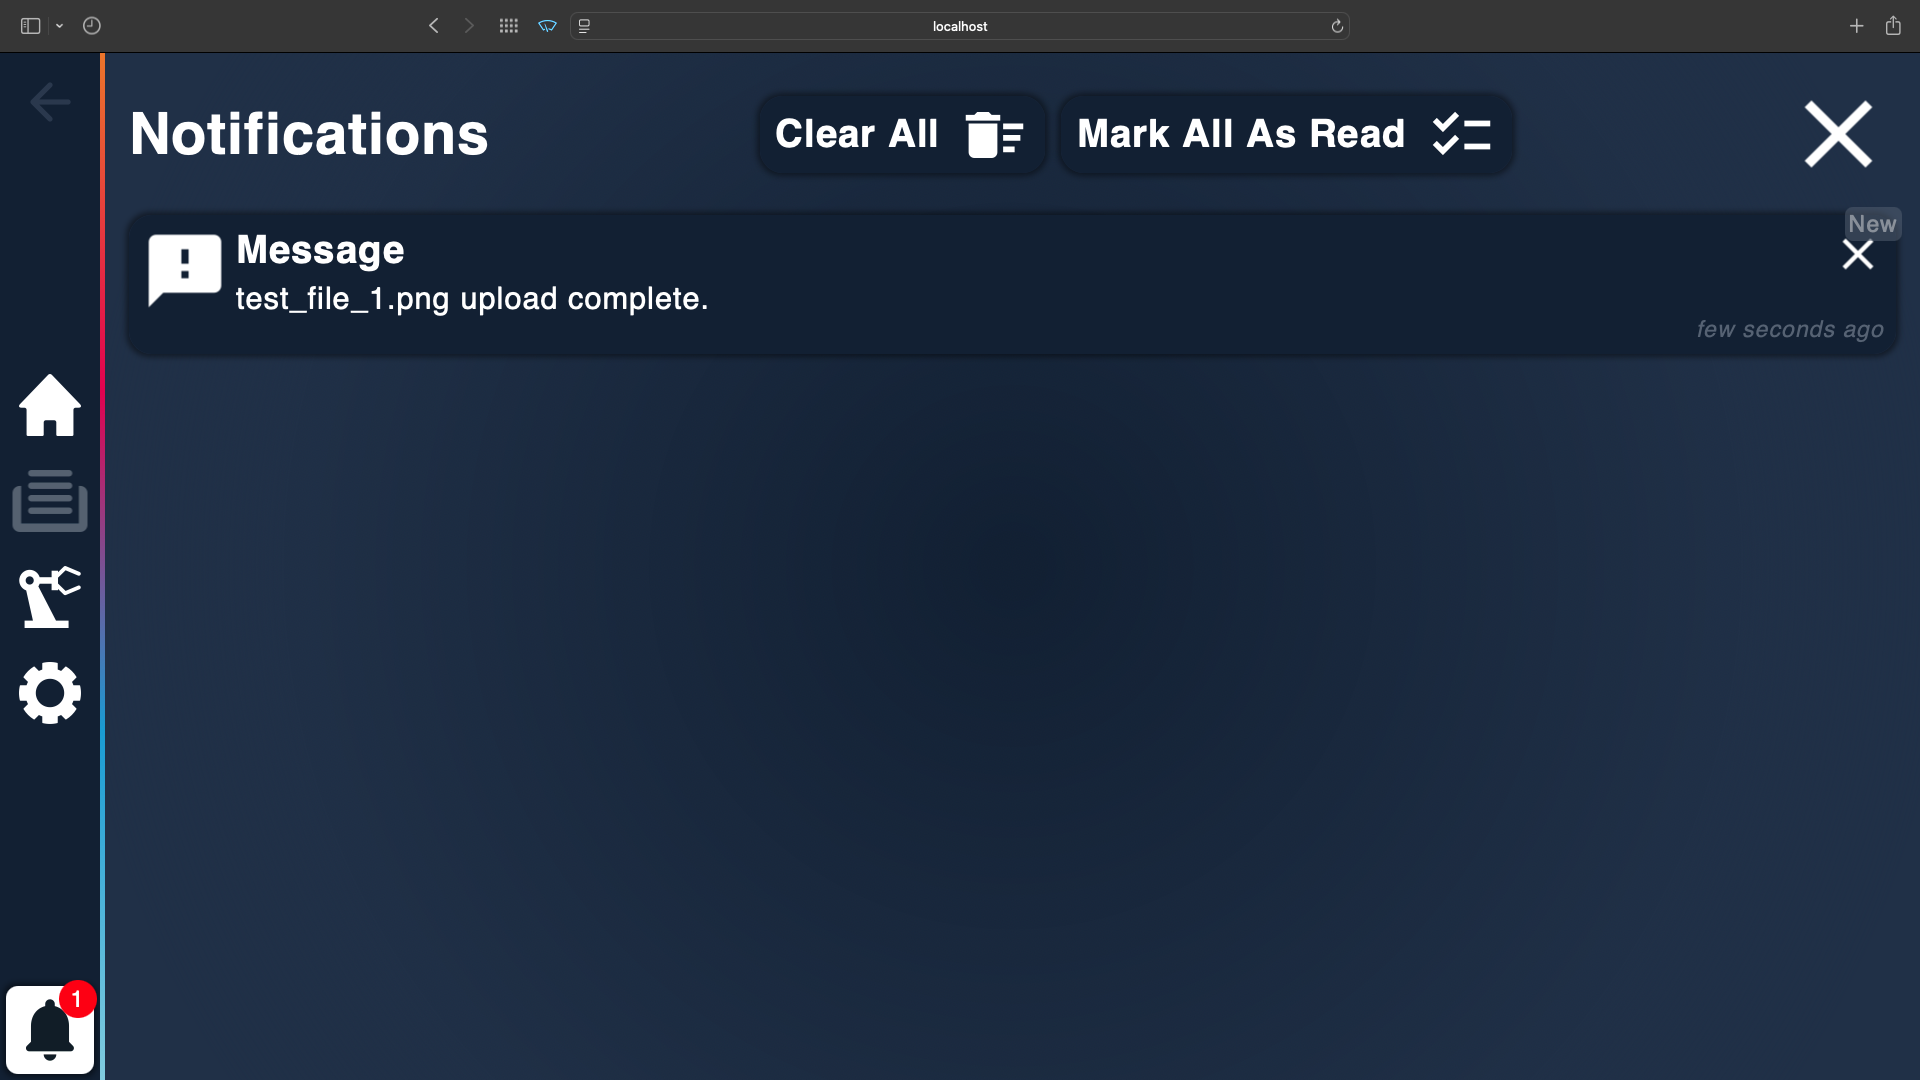 localhost
Notifications
Clear All
Mark All As Read
New
Message
test_file_1.png upload complete.
few seconds ago
1